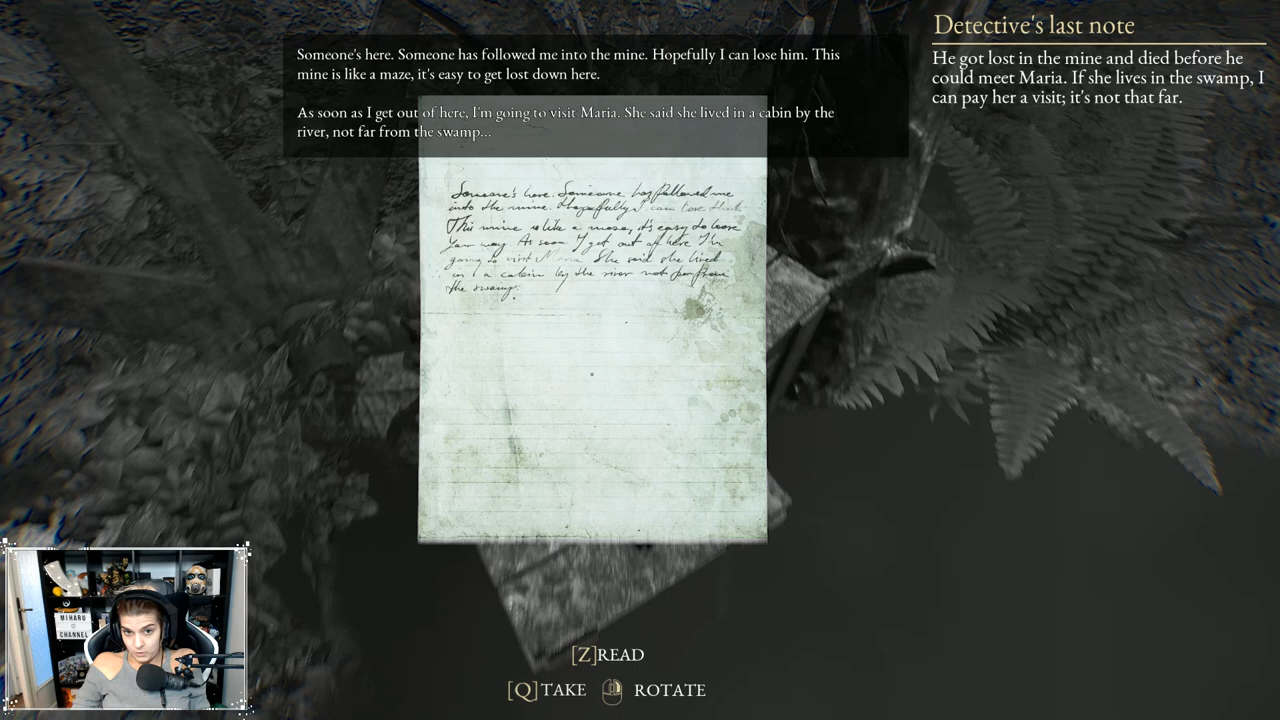 Detective's last note
He got lost in the mine and died before he
could meet Maria. If she lives in the swamp, I
can pay her a visit; it's not that far.
Someone's here. Someone has followed me into the mine. Hopefully I can lose him. This
mine is like a maze, it's easy to get lost down here.
As soon as I get out of here, I'm going to visit Maria. She said she lived in a cabin by the
river, not far from the swamp...
Someone's here. Someone has followed me
into the mine. Hopefully I can lose
This mine is like a maze, it's easy to loose
your way. As soon I get out of here I'm
going to visit Maria She said she lived
in a cabin by the river not far from
the swamp.
MIHARU
CHANNEL
[Z]READ
[Q]TAKE ROTATE